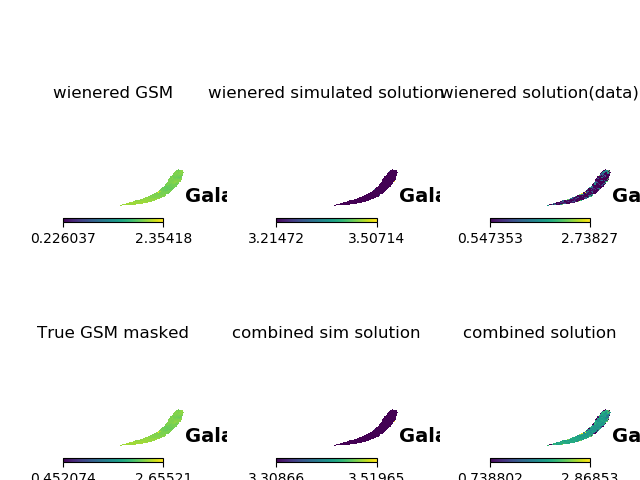 wienered GSM wienered simulated solution wienered solution(data)
Gala Gala Ga
0.226037 2.35418 3.21472 3.50714 0.547353 2.73827
True GSM masked combined sim solution combined solution
Gala Gala Ga
0.452074 2.65521 3.30866 3.51965 0.738802 2.86853